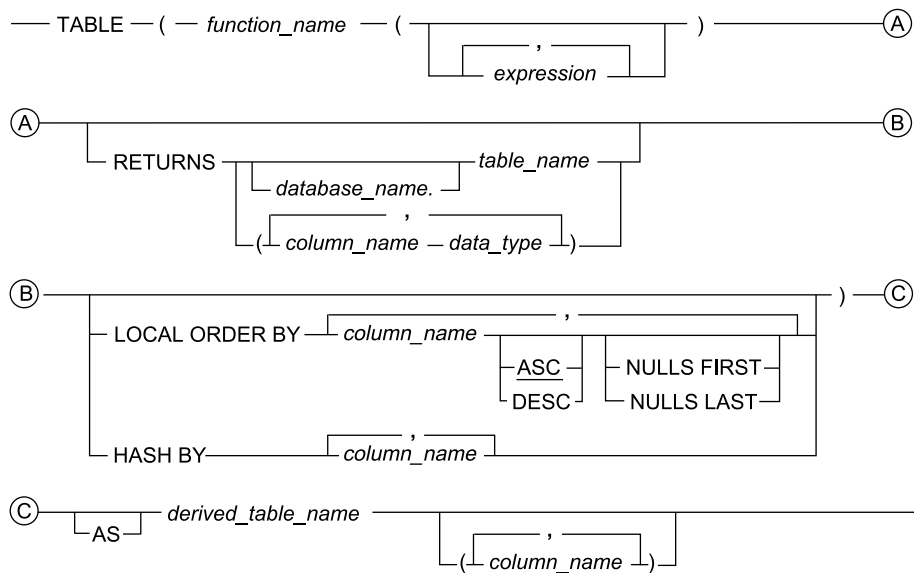 TABLE ( function_name ( , ) A
expression
A B
RETURNS table_name
database_name.
,
( column_name data_type )
B ) C
,
LOCAL ORDER BY column_name
ASC NULLS FIRST
DESC NULLS LAST
,
HASH BY column_name
C derived_table_name
AS ,
( column_name )